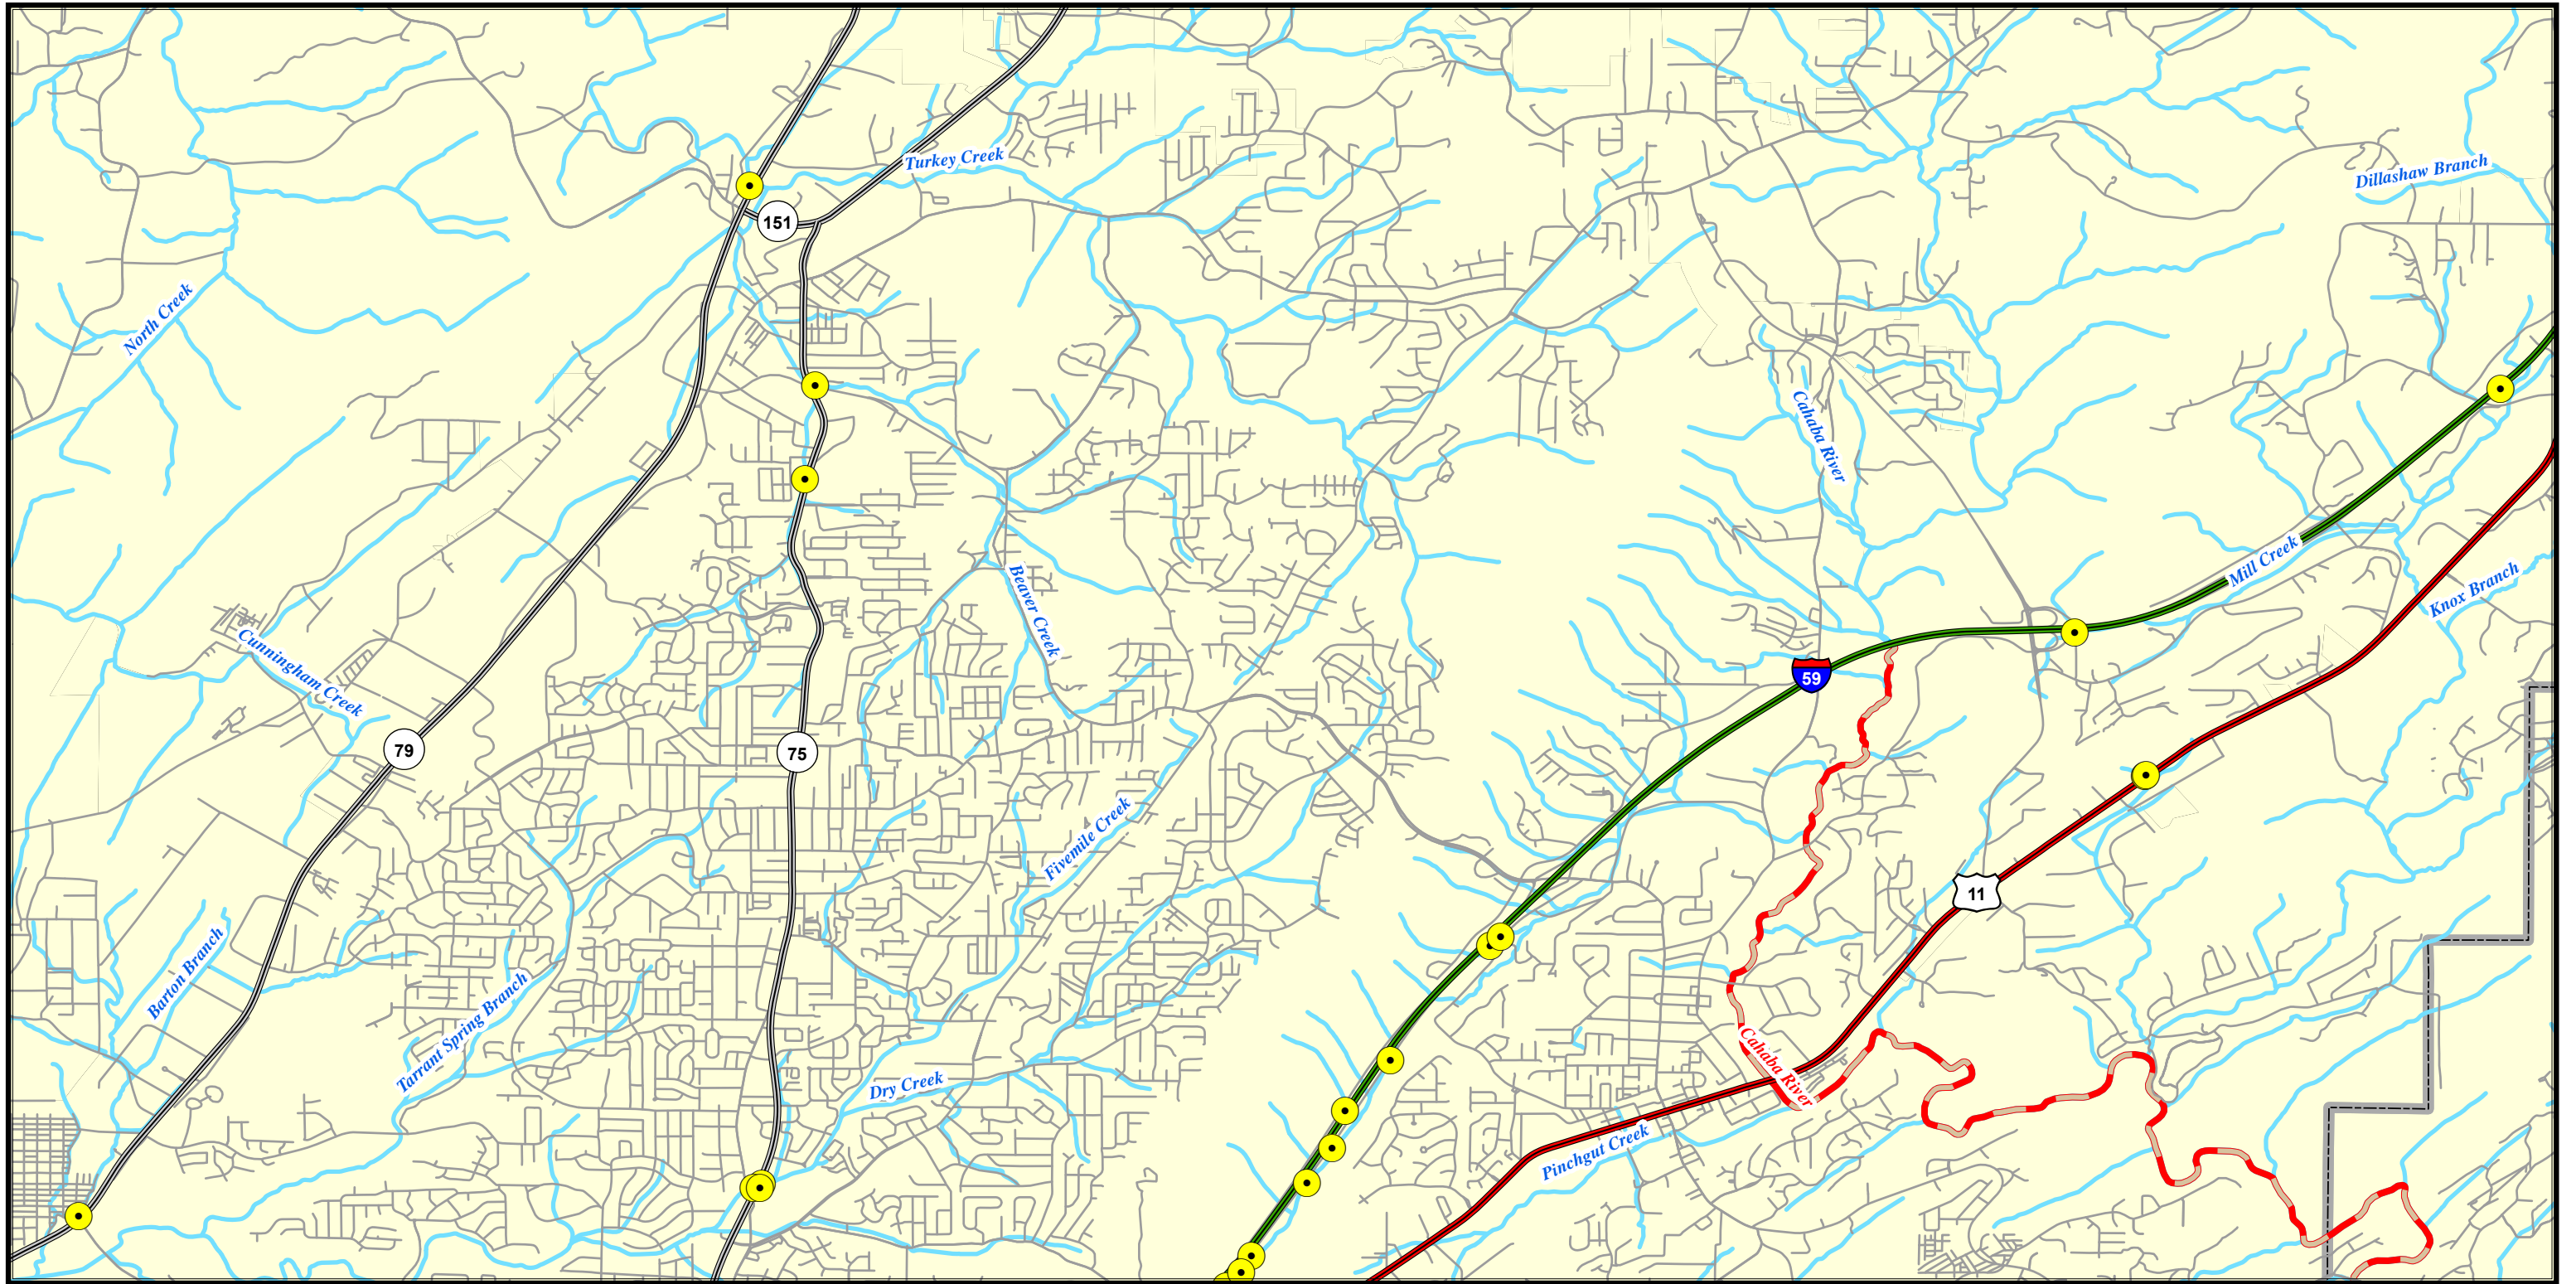 Turkey Creek
Dillashaw Branch
151
North Creek
Cahaba River
Mill Creek
Knox Branch
Beaver Creek
Cunningham Creek
59
79
75
Fivemile Creek
11
Barton Branch
Tarrant Spring Branch
Cahaba River
Dry Creek
Pinchgut Creek